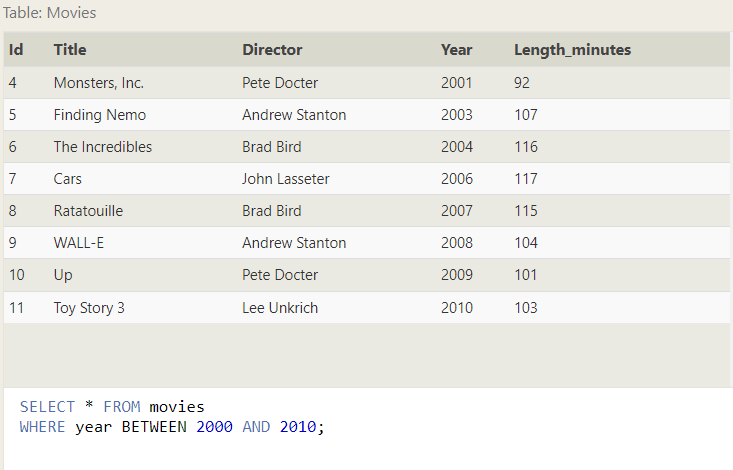 Table: Movies
Id Title Director Year Length_minutes
4 Monsters, Inc. Pete Docter 2001 92
5 Finding Nemo Andrew Stanton 2003 107
6 The Incredibles Brad Bird 2004 116
7 Cars John Lasseter 2006 117
8 Ratatouille Brad Bird 2007 115
9 WALL-E Andrew Stanton 2008 104
10 Up Pete Docter 2009 101
11 Toy Story 3 Lee Unkrich 2010 103
SELECT * FROM movies
WHERE year BETWEEN 2000 AND 2010;